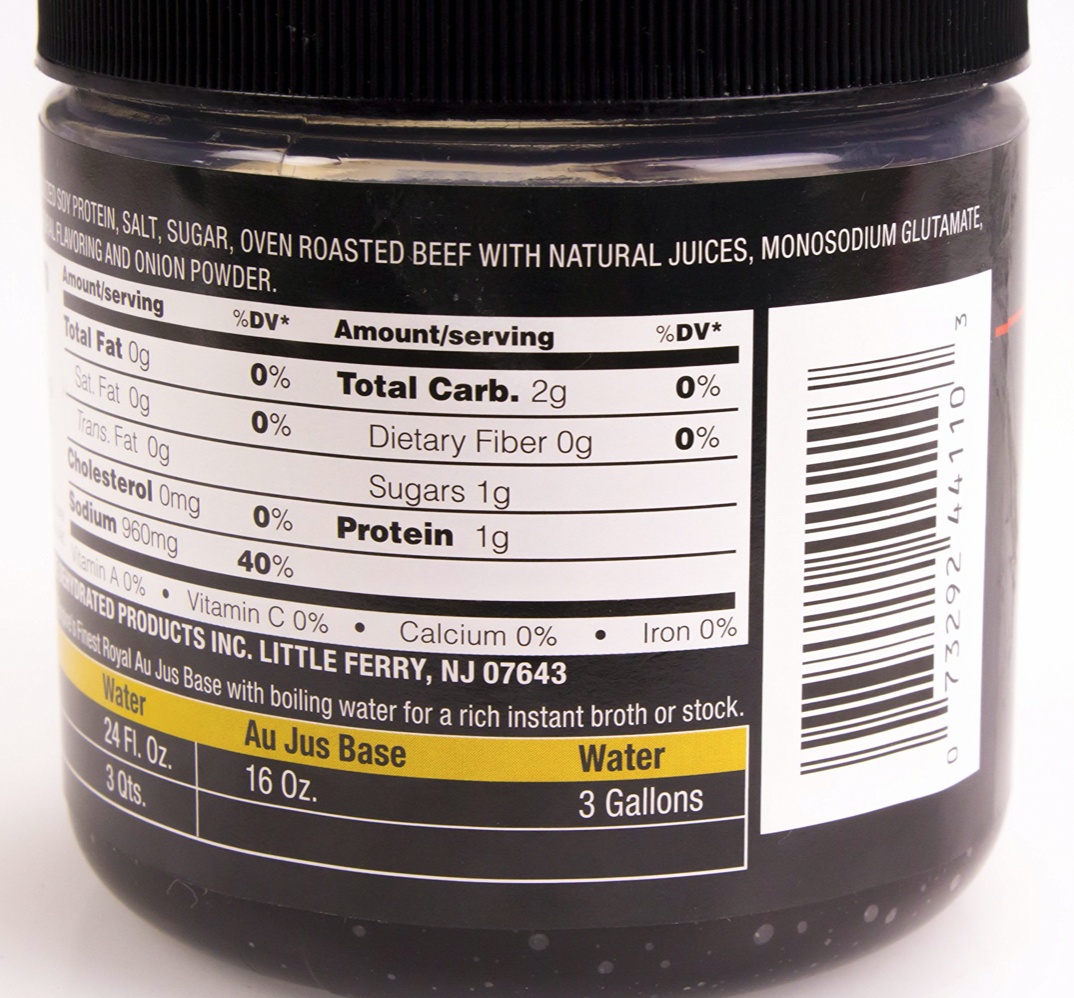 SOY PROTEIN, SALT, SUGAR, OVEN ROASTED BEEF WITH NATURAL JUICES, MONOSODIUM GLUTAMATE,
FLAVORING AND ONION POWDER.
Amount/serving %DV* Amount/serving %DV*
Total Fat 0g 0% Total Carb. 2g 0%
Sat. Fat 0g 0% Dietary Fiber 0g 0%
Trans. Fat 0g Sugars 1g
Cholesterol 0mg 0% Protein 1g
Sodium 960mg 40%
Vitamin A 0% • Vitamin C 0% • Calcium 0% • Iron 0%
DEHYDRATED PRODUCTS INC. LITTLE FERRY, NJ 07643
Finest Royal Au Jus Base with boiling water for a rich instant broth or stock.
Water Au Jus Base Water
24 Fl. Oz. 16 Oz. 3 Gallons
3 Qts.
0 73292 44110 3